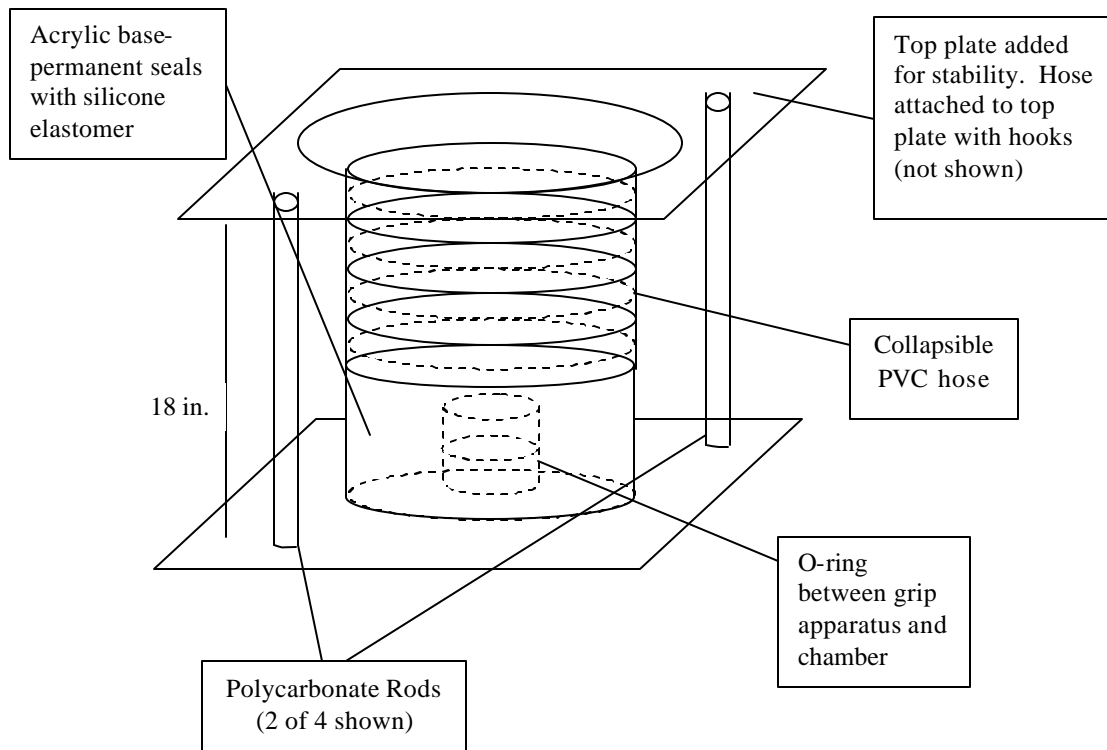 Acrylic base-
permanent seals
with silicone
elastomer
Top plate added
for stability.  Hose
attached to top
plate with hooks
(not shown)
Collapsible
PVC hose
18 in.
O-ring
between grip
apparatus and
chamber
Polycarbonate Rods
(2 of 4 shown)